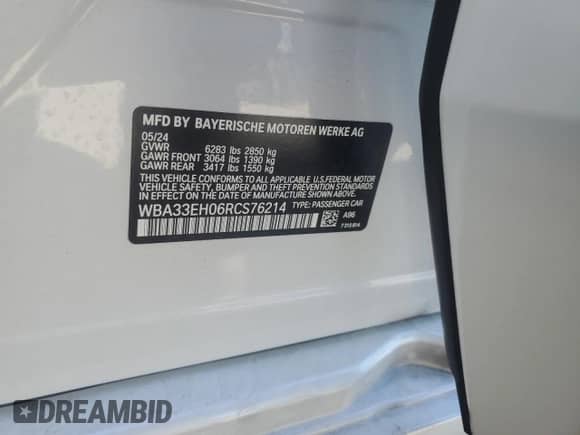 MFD BY BAYERISCHE MOTOREN WERKE AG
05/24
GVWR 6283 lbs 2850 kg
GAWR FRONT 3064 lbs 1390 kg
GAWR REAR 3417 lbs 1550 kg
THIS VEHICLE CONFORMS TO ALL APPLICABLE U.S. FEDERAL MOTOR
VEHICLE SAFETY, BUMPER AND THEFT PREVENTION STANDARDS
IN EFFECT ON THE DATE OF MANUFACTURE SHOWN ABOVE.
WBA33EH06RCS76214 TYPE: PASSENGER CAR
A96
DREAMBID